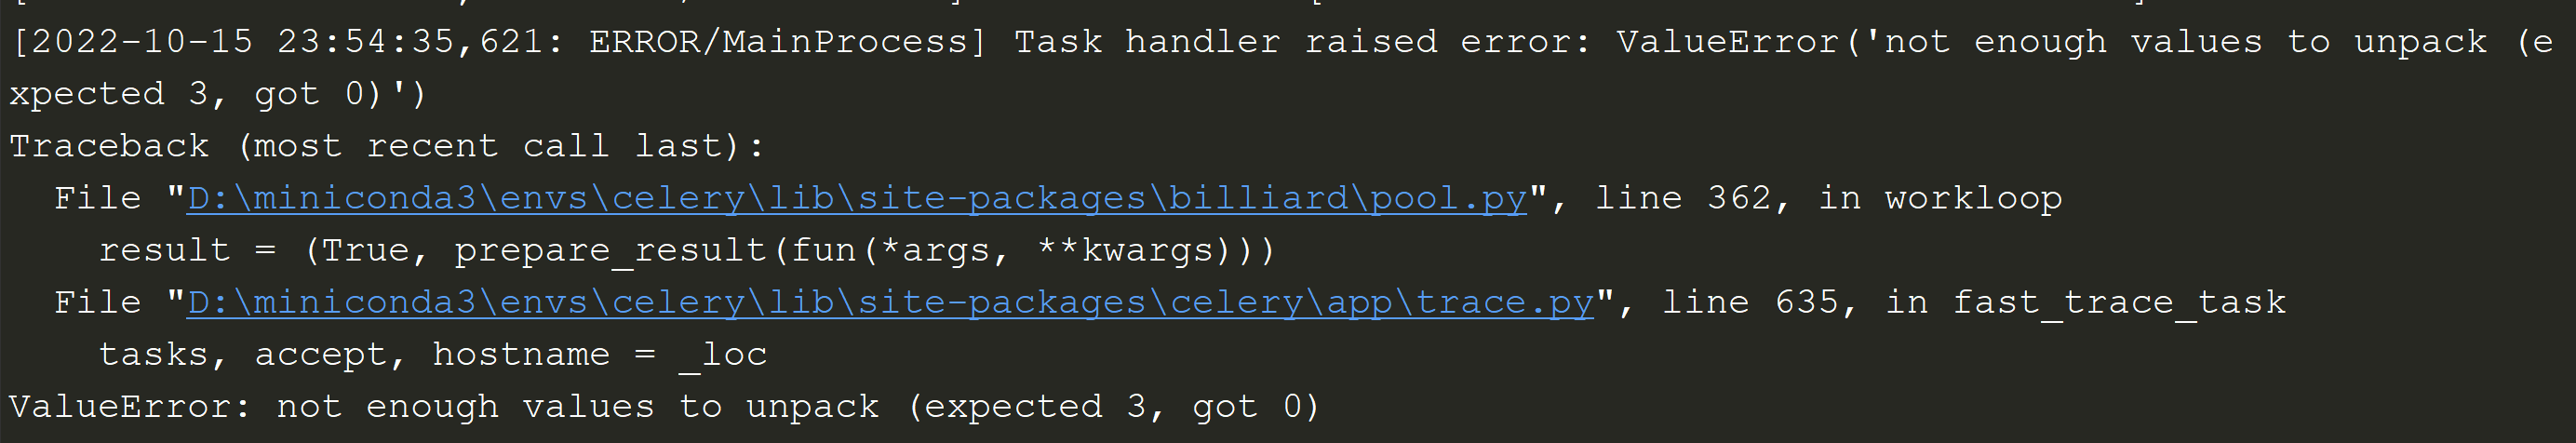 [2022-10-15 23:54:35,621: ERROR/MainProcess] Task handler raised error: ValueError('not enough values to unpack (e
xpected 3, got 0)')
Traceback (most recent call last):
  File "D:\miniconda3\envs\celery\lib\site-packages\billiard\pool.py", line 362, in workloop
    result = (True, prepare_result(fun(*args, **kwargs)))
  File "D:\miniconda3\envs\celery\lib\site-packages\celery\app\trace.py", line 635, in fast_trace_task
    tasks, accept, hostname = _loc
ValueError: not enough values to unpack (expected 3, got 0)